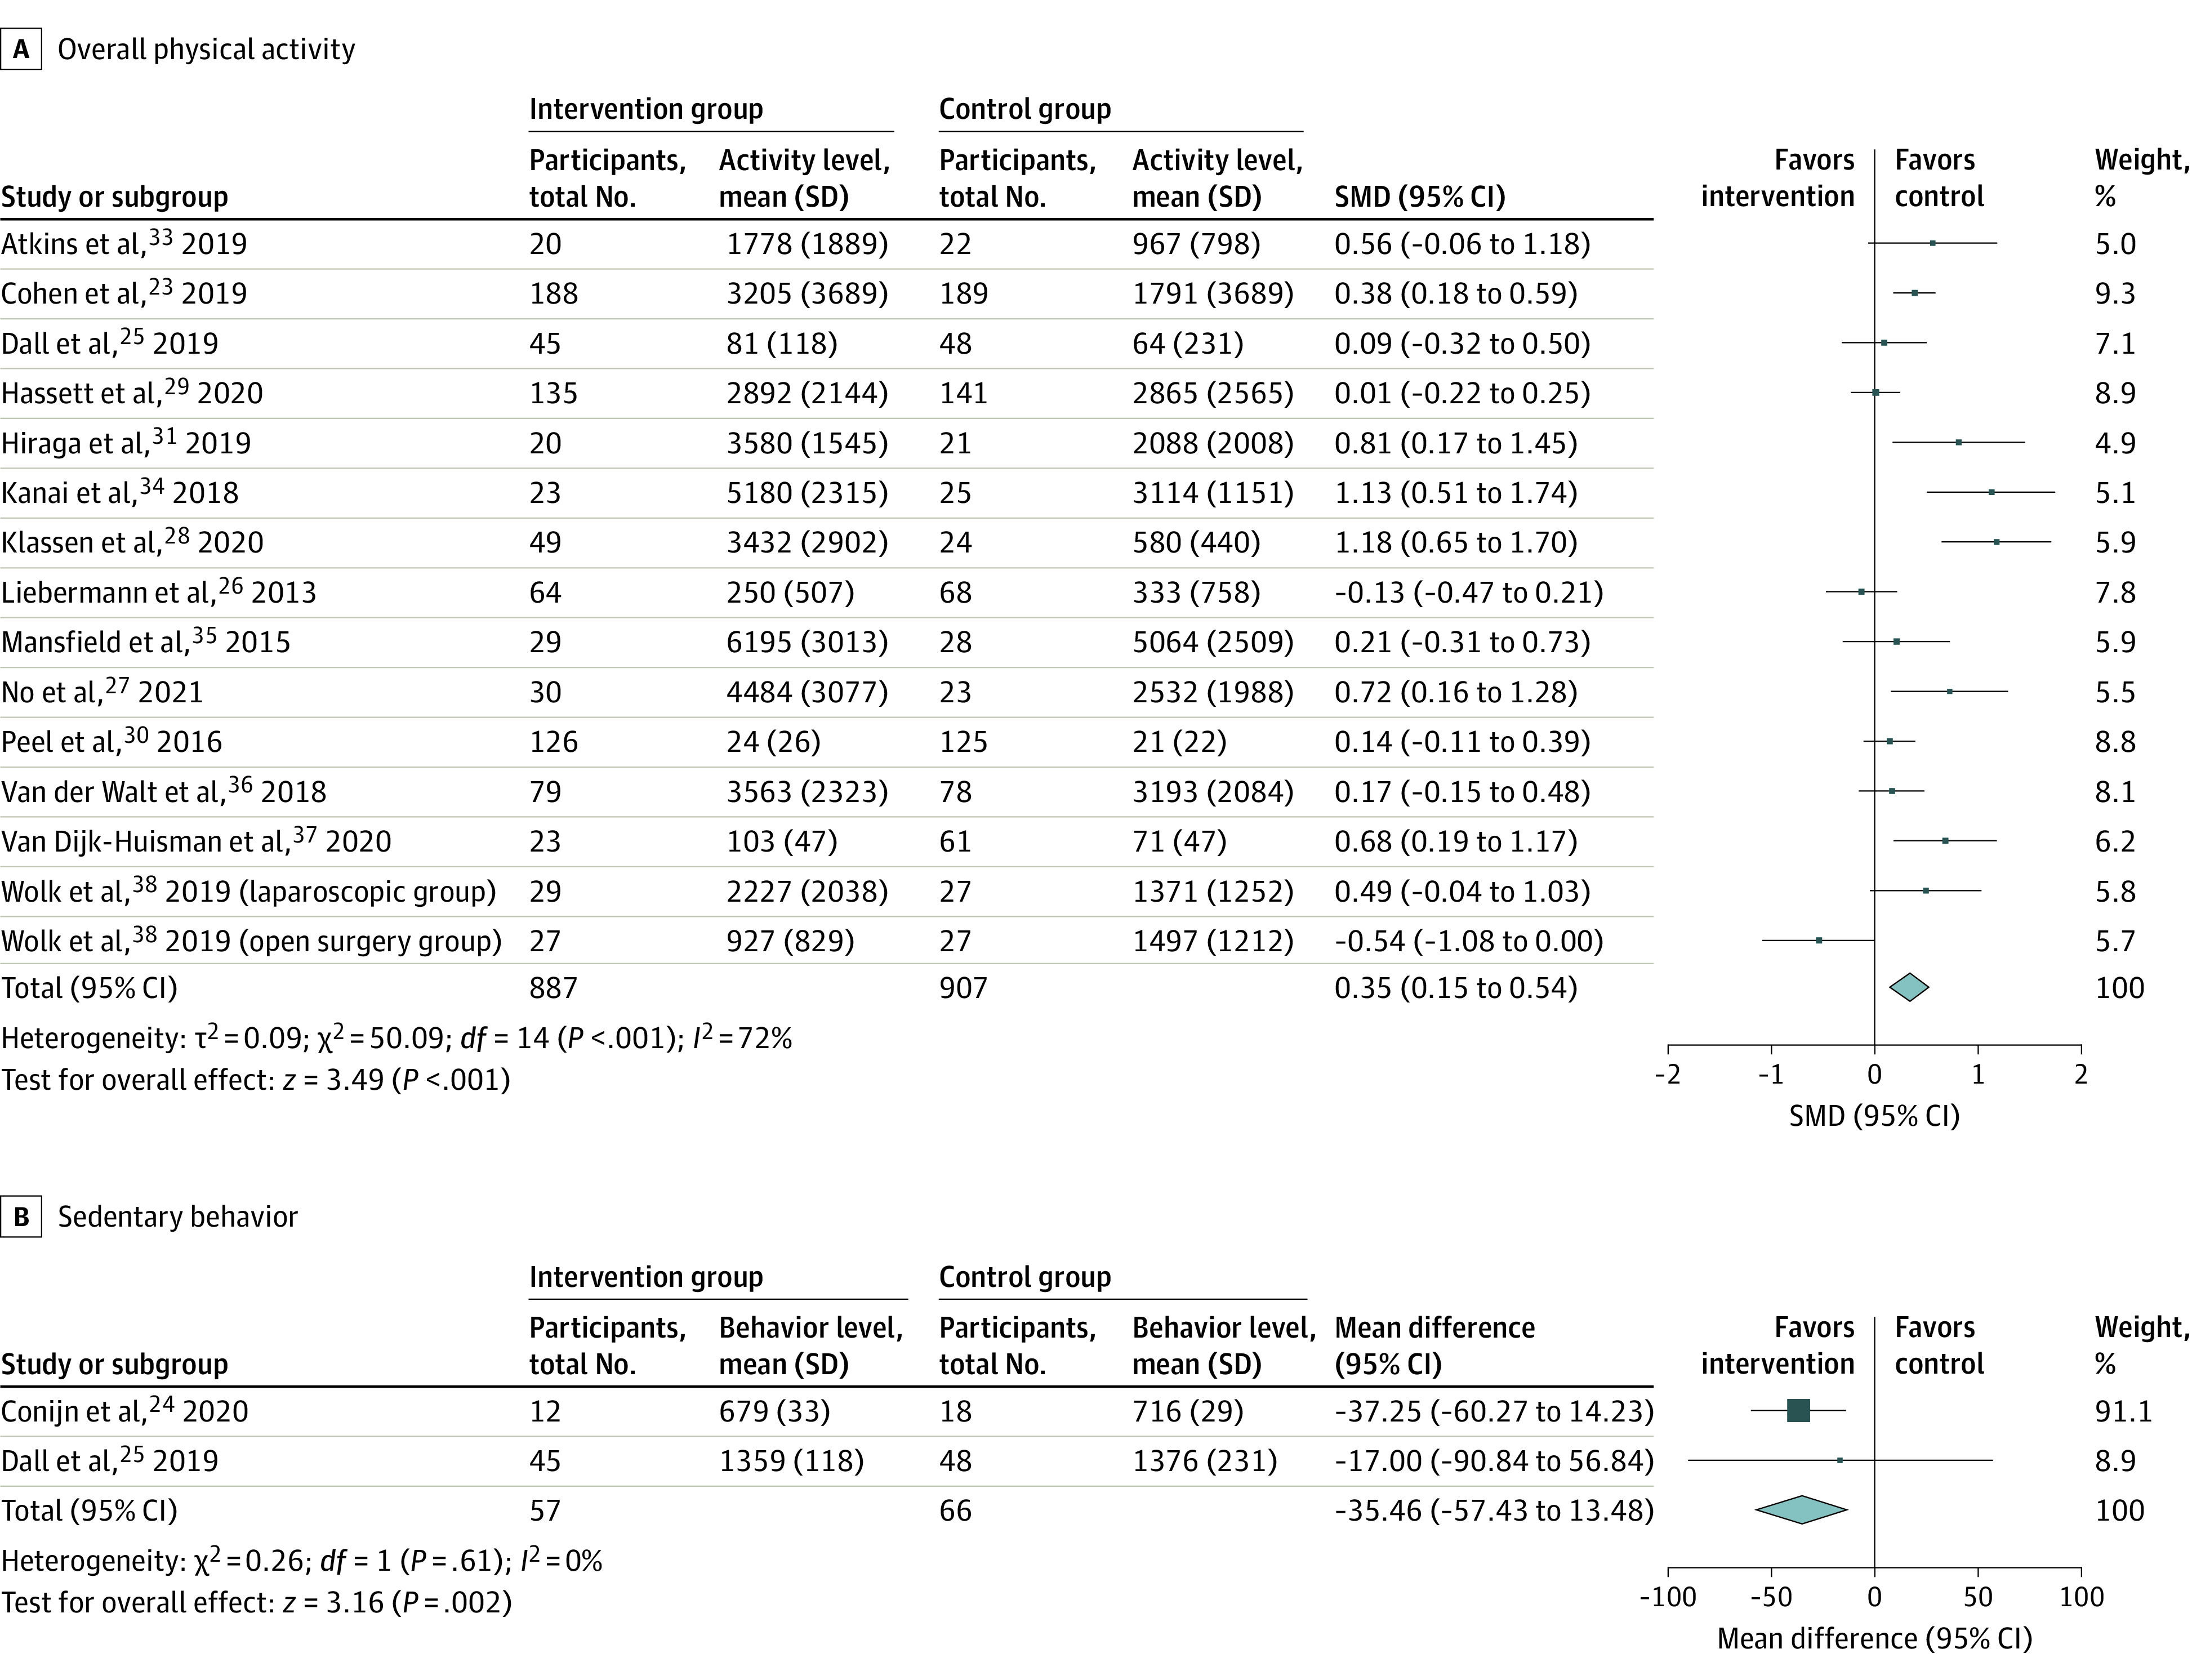 A Overall physical activity
Intervention group Control group
Participants, Activity level, Participants, Activity level, Favors Favors Weight,
Study or subgroup total No. mean (SD) total No. mean (SD) SMD (95% CI) intervention control %
Atkins et al,33 2019 20 1778 (1889) 22 967 (798) 0.56 (-0.06 to 1.18) 5.0
Cohen et al,23 2019 188 3205 (3689) 189 1791 (3689) 0.38 (0.18 to 0.59) 9.3
Dall et al,25 2019 45 81 (118) 48 64 (231) 0.09 (-0.32 to 0.50) 7.1
Hassett et al,29 2020 135 2892 (2144) 141 2865 (2565) 0.01 (-0.22 to 0.25) 8.9
Hiraga et al,31 2019 20 3580 (1545) 21 2088 (2008) 0.81 (0.17 to 1.45) 4.9
Kanai et al,34 2018 23 5180 (2315) 25 3114 (1151) 1.13 (0.51 to 1.74) 5.1
Klassen et al,28 2020 49 3432 (2902) 24 580 (440) 1.18 (0.65 to 1.70) 5.9
Liebermann et al,26 2013 64 250 (507) 68 333 (758) -0.13 (-0.47 to 0.21) 7.8
Mansfield et al,35 2015 29 6195 (3013) 28 5064 (2509) 0.21 (-0.31 to 0.73) 5.9
No et al,27 2021 30 4484 (3077) 23 2532 (1988) 0.72 (0.16 to 1.28) 5.5
Peel et al,30 2016 126 24 (26) 125 21 (22) 0.14 (-0.11 to 0.39) 8.8
Van der Walt et al,36 2018 79 3563 (2323) 78 3193 (2084) 0.17 (-0.15 to 0.48) 8.1
Van Dijk-Huisman et al,37 2020 23 103 (47) 61 71 (47) 0.68 (0.19 to 1.17) 6.2
Wolk et al,38 2019 (laparoscopic group) 29 2227 (2038) 27 1371 (1252) 0.49 (-0.04 to 1.03) 5.8
Wolk et al,38 2019 (open surgery group) 27 927 (829) 27 1497 (1212) -0.54 (-1.08 to 0.00) 5.7
Total (95% CI) 887 907 0.35 (0.15 to 0.54) 100
Heterogeneity: τ2 = 0.09; χ2 = 50.09; df = 14 (P <.001); I2 = 72%
Test for overall effect: z = 3.49 (P <.001)
-2 -1 0 1 2
SMD (95% CI)
B Sedentary behavior
Intervention group Control group
Participants, Behavior level, Participants, Behavior level, Mean difference Favors Favors Weight,
Study or subgroup total No. mean (SD) total No. mean (SD) (95% CI) intervention control %
Conijn et al,24 2020 12 679 (33) 18 716 (29) -37.25 (-60.27 to 14.23) 91.1
Dall et al,25 2019 45 1359 (118) 48 1376 (231) -17.00 (-90.84 to 56.84) 8.9
Total (95% CI) 57 66 -35.46 (-57.43 to 13.48) 100
Heterogeneity: χ2 = 0.26; df = 1 (P = .61); I2 = 0%
Test for overall effect: z = 3.16 (P = .002)
-100 -50 0 50 100
Mean difference (95% CI)